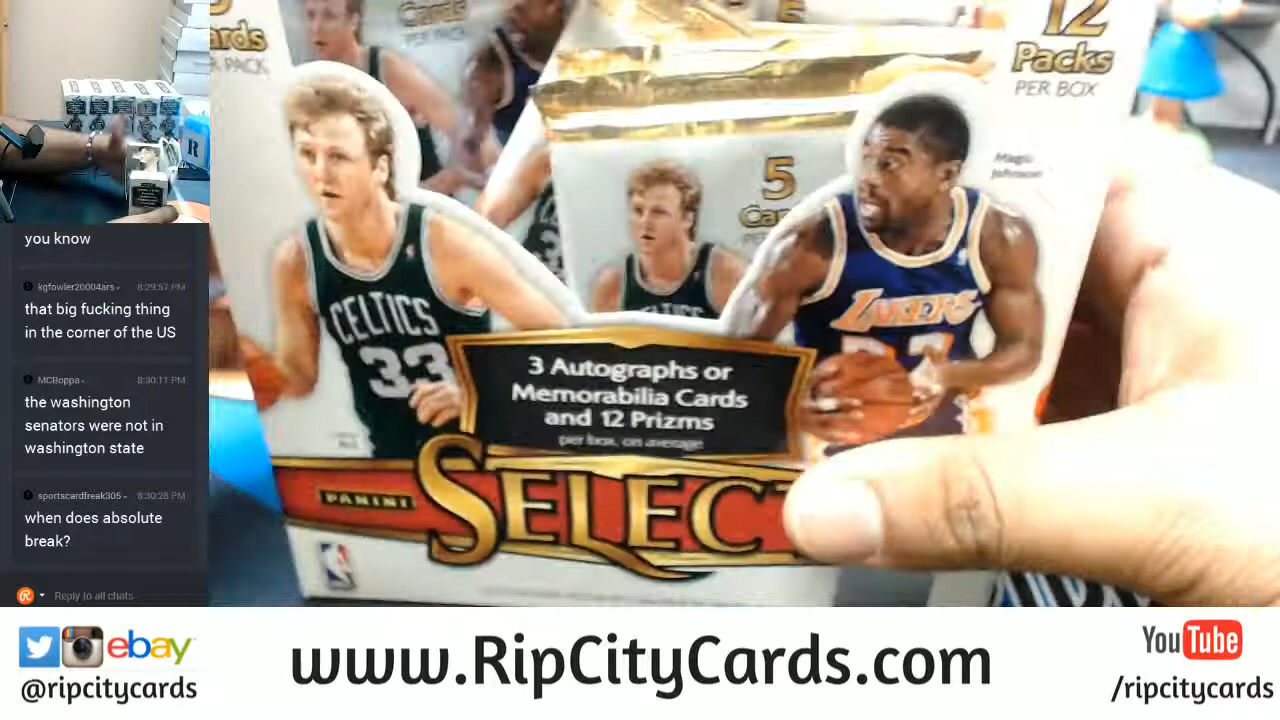 you know
kgfowler20004ars 8:29:57 PM
that big fucking thing
in the corner of the US
MCBoppa 8:30:11 PM
the washington
senators were not in
washington state
sportscardfreak305 8:30:28 PM
when does absolute
break?
Reply to all chats
Cards
PER PACK
5
12
Packs
PER BOX
Magic
Johnson
5
CELTICS
33
LAKERS
3 Autographs or
Memorabilia Cards
and 12 Prizms
per box, on average
PANINI
SELECT
NBA
ebay
@ripcitycards
www.RipCityCards.com
YouTube
/ripcitycards